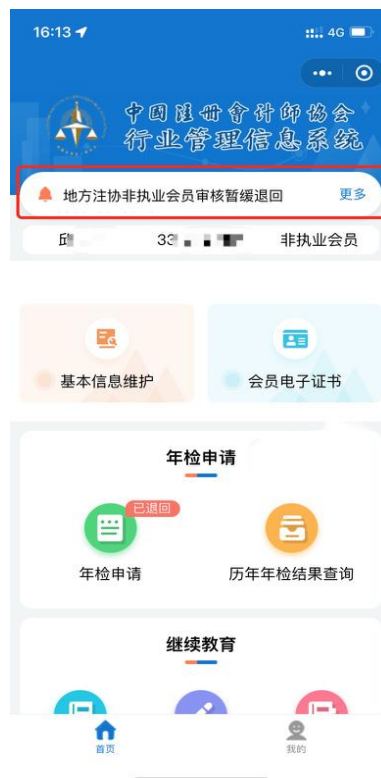 16:13
4G
中国注册会计师协会
行业管理信息系统
地方注协非执业会员审核暂缓退回 更多
邱 33 非执业会员
基本信息维护 会员电子证书
年检申请
已退回
年检申请 历年年检结果查询
继续教育
首页 我的